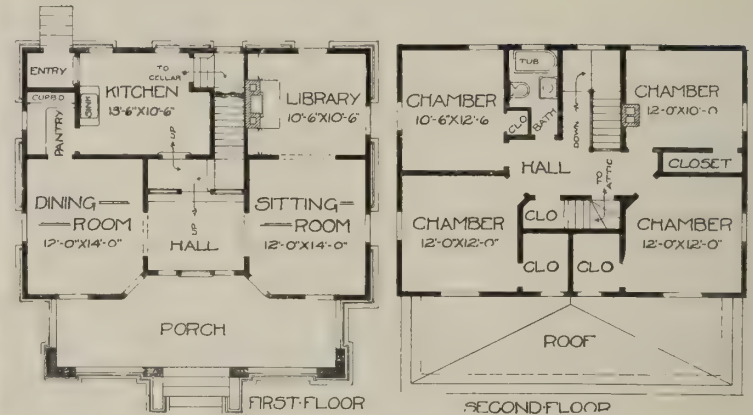 ENTRY
TO
CELLAR
KITCHEN
13'-6"X10'-6"
SINK
CUPB'D
PANTRY
UP
LIBRARY
10'-6"X10'-6"
DINING
ROOM
12'-0"X14'-0"
UP
HALL
SITTING
ROOM
12'-0"X14'-0"
PORCH
FIRST·FLOOR
TUB
CHAMBER
10'-6"X12'-6
CLO
BATH
DOWN
CHAMBER
12-0"X10'-0
HALL
TO
ATTIC
CLOSET
CHAMBER
12'-0"X12'-0"
CLO
CHAMBER
12'-0"X12'-0"
CLO
CLO
ROOF
SECOND·FLOOR